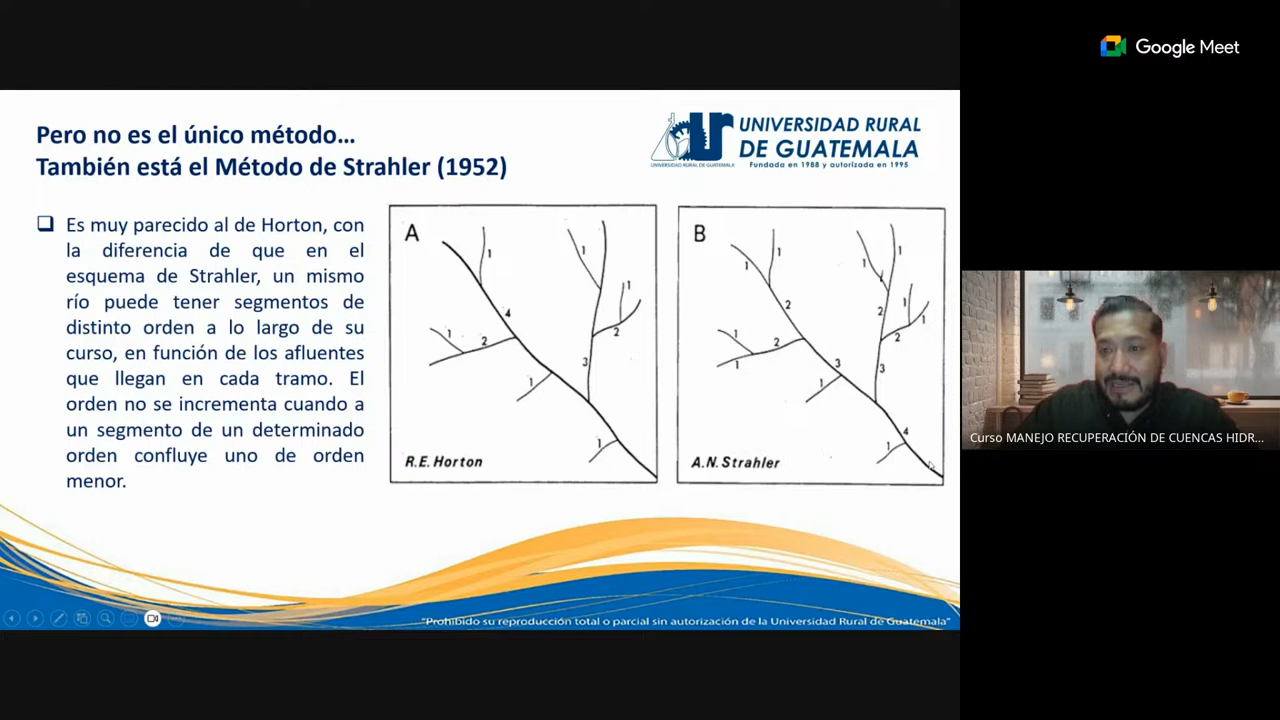 Google Meet
Pero no es el único método...
También está el Método de Strahler (1952)
UNIVERSIDAD RURAL
DE GUATEMALA
Fundada en 1988 y autorizada en 1995
UNIVERSIDAD RURAL DE GUATEMALA
Es muy parecido al de Horton, con
la diferencia de que en el
esquema de Strahler, un mismo
río puede tener segmentos de
distinto orden a lo largo de su
curso, en función de los afluentes
que llegan en cada tramo. El
orden no se incrementa cuando a
un segmento de un determinado
orden confluye uno de orden
menor.
A
1
1
1
4
1
2
2
3
1
1
R.E. Horton
B
1
1
1
1
1
1
2
2
1
2
2
1
3
3
1
4
1
A.N. Strahler
Curso MANEJO RECUPERACIÓN DE CUENCAS HIDR...
"Prohibido su reproducción total o parcial sin autorización de la Universidad Rural de Guatemala"